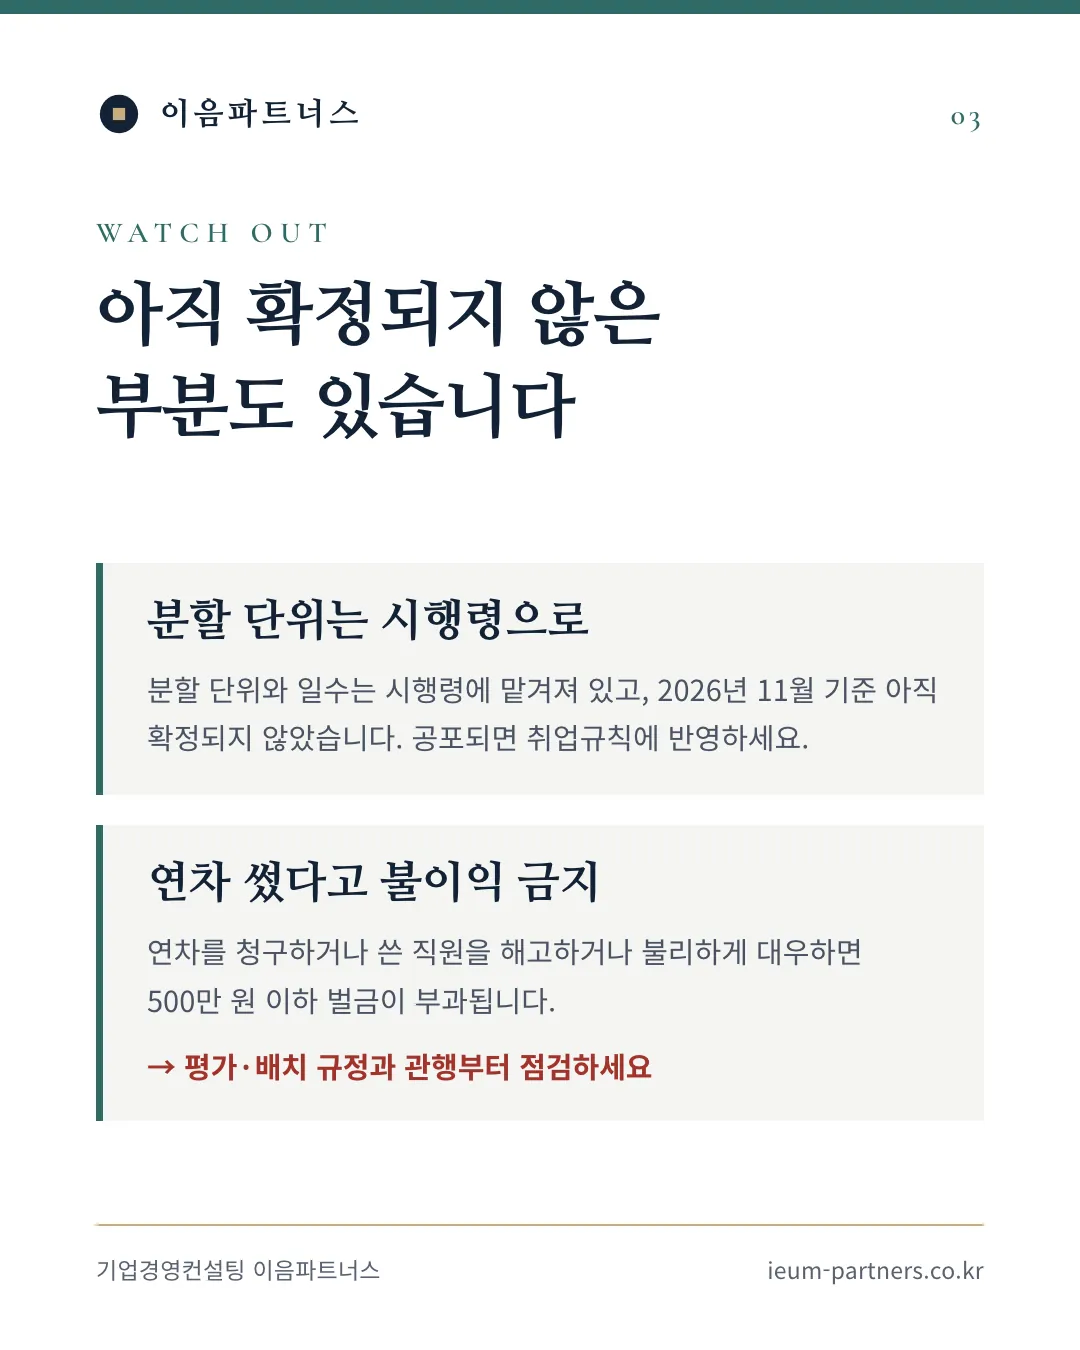 이음파트너스
03
WATCH OUT
아직 확정되지 않은
부분도 있습니다
분할 단위는 시행령으로
분할 단위와 일수는 시행령에 맡겨져 있고, 2026년 11월 기준 아직
확정되지 않았습니다. 공포되면 취업규칙에 반영하세요.
연차 썼다고 불이익 금지
연차를 청구하거나 쓴 직원을 해고하거나 불리하게 대우하면
500만 원 이하 벌금이 부과됩니다.
→ 평가·배치 규정과 관행부터 점검하세요
기업경영컨설팅 이음파트너스
ieum-partners.co.kr